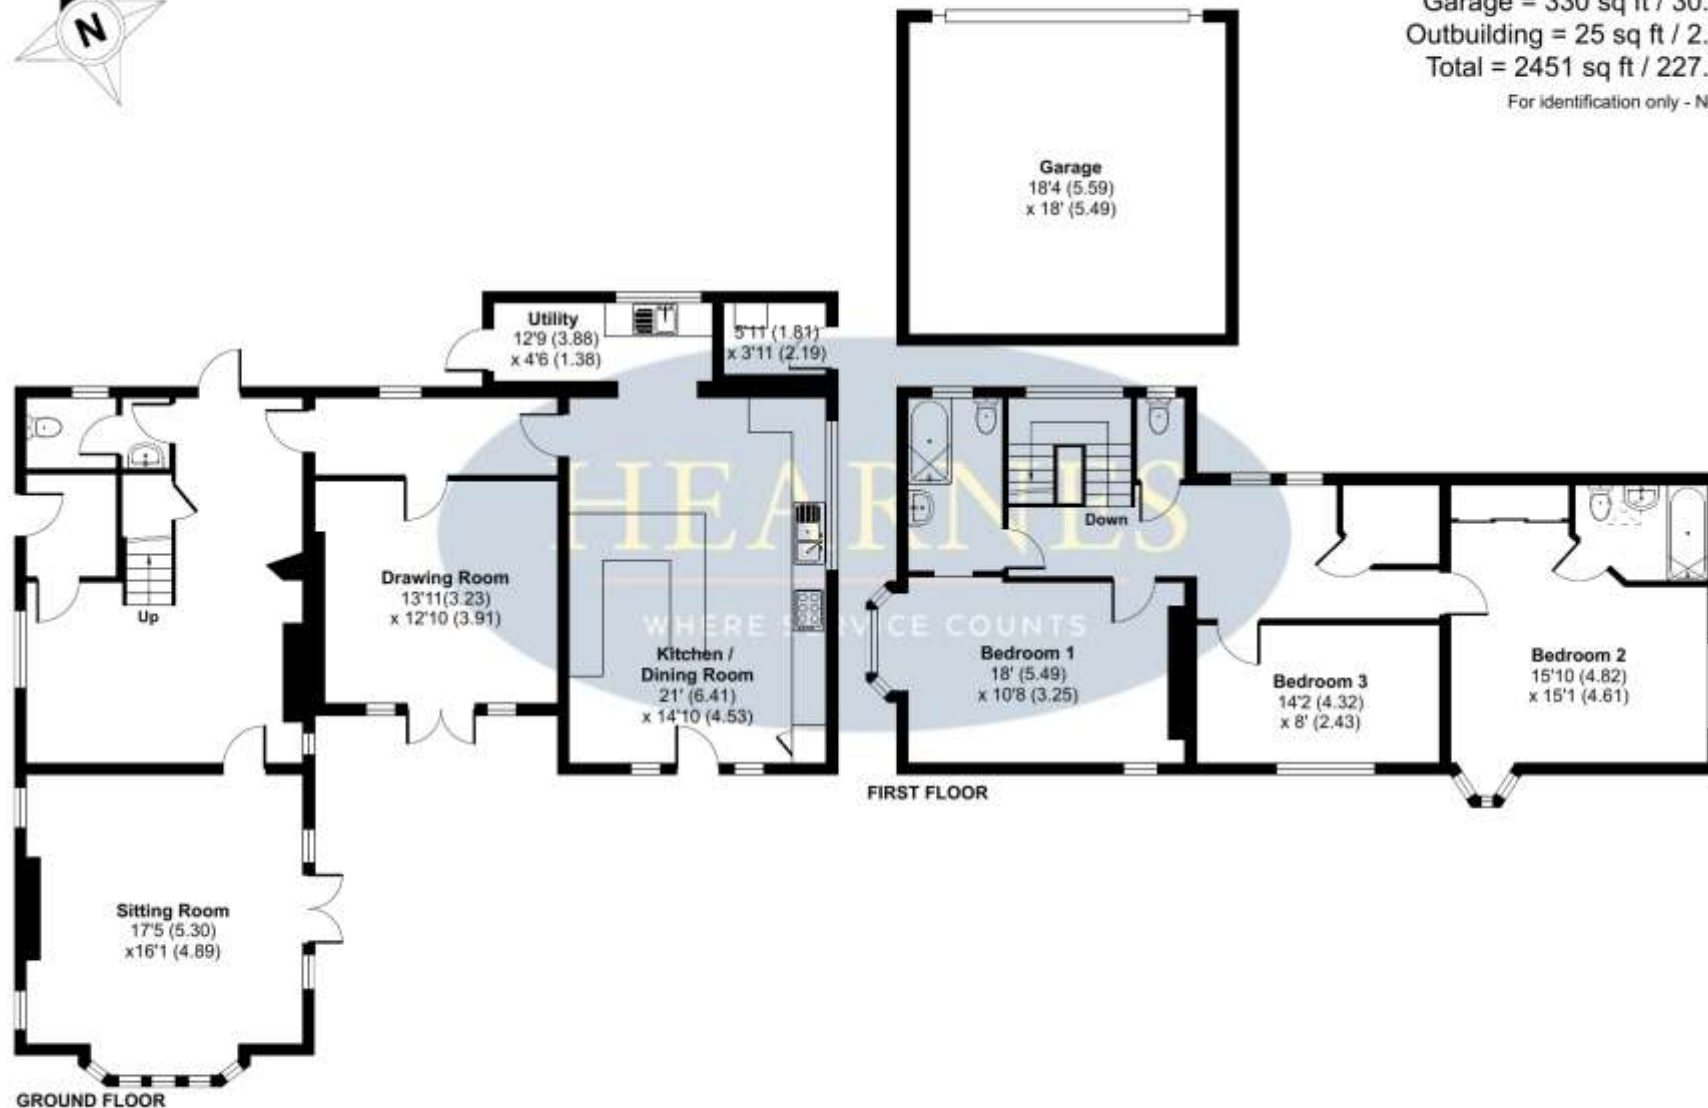 N
Garage = 330 sq ft / 30.
Outbuilding = 25 sq ft / 2.
Total = 2451 sq ft / 227.
For identification only - N
Garage
18'4 (5.59)
x 18' (5.49)
Utility
12'9 (3.88)
x 4'6 (1.38)
5'11 (1.81)
x 3'11 (2.19)
HEARNES
WHERE SERVICE COUNTS
Drawing Room
13'11(3.23)
x 12'10 (3.91)
Up
Kitchen /
Dining Room
21' (6.41)
x 14'10 (4.53)
Sitting Room
17'5 (5.30)
x16'1 (4.89)
GROUND FLOOR
Down
Bedroom 1
18' (5.49)
x 10'8 (3.25)
Bedroom 3
14'2 (4.32)
x 8' (2.43)
Bedroom 2
15'10 (4.82)
x 15'1 (4.61)
FIRST FLOOR